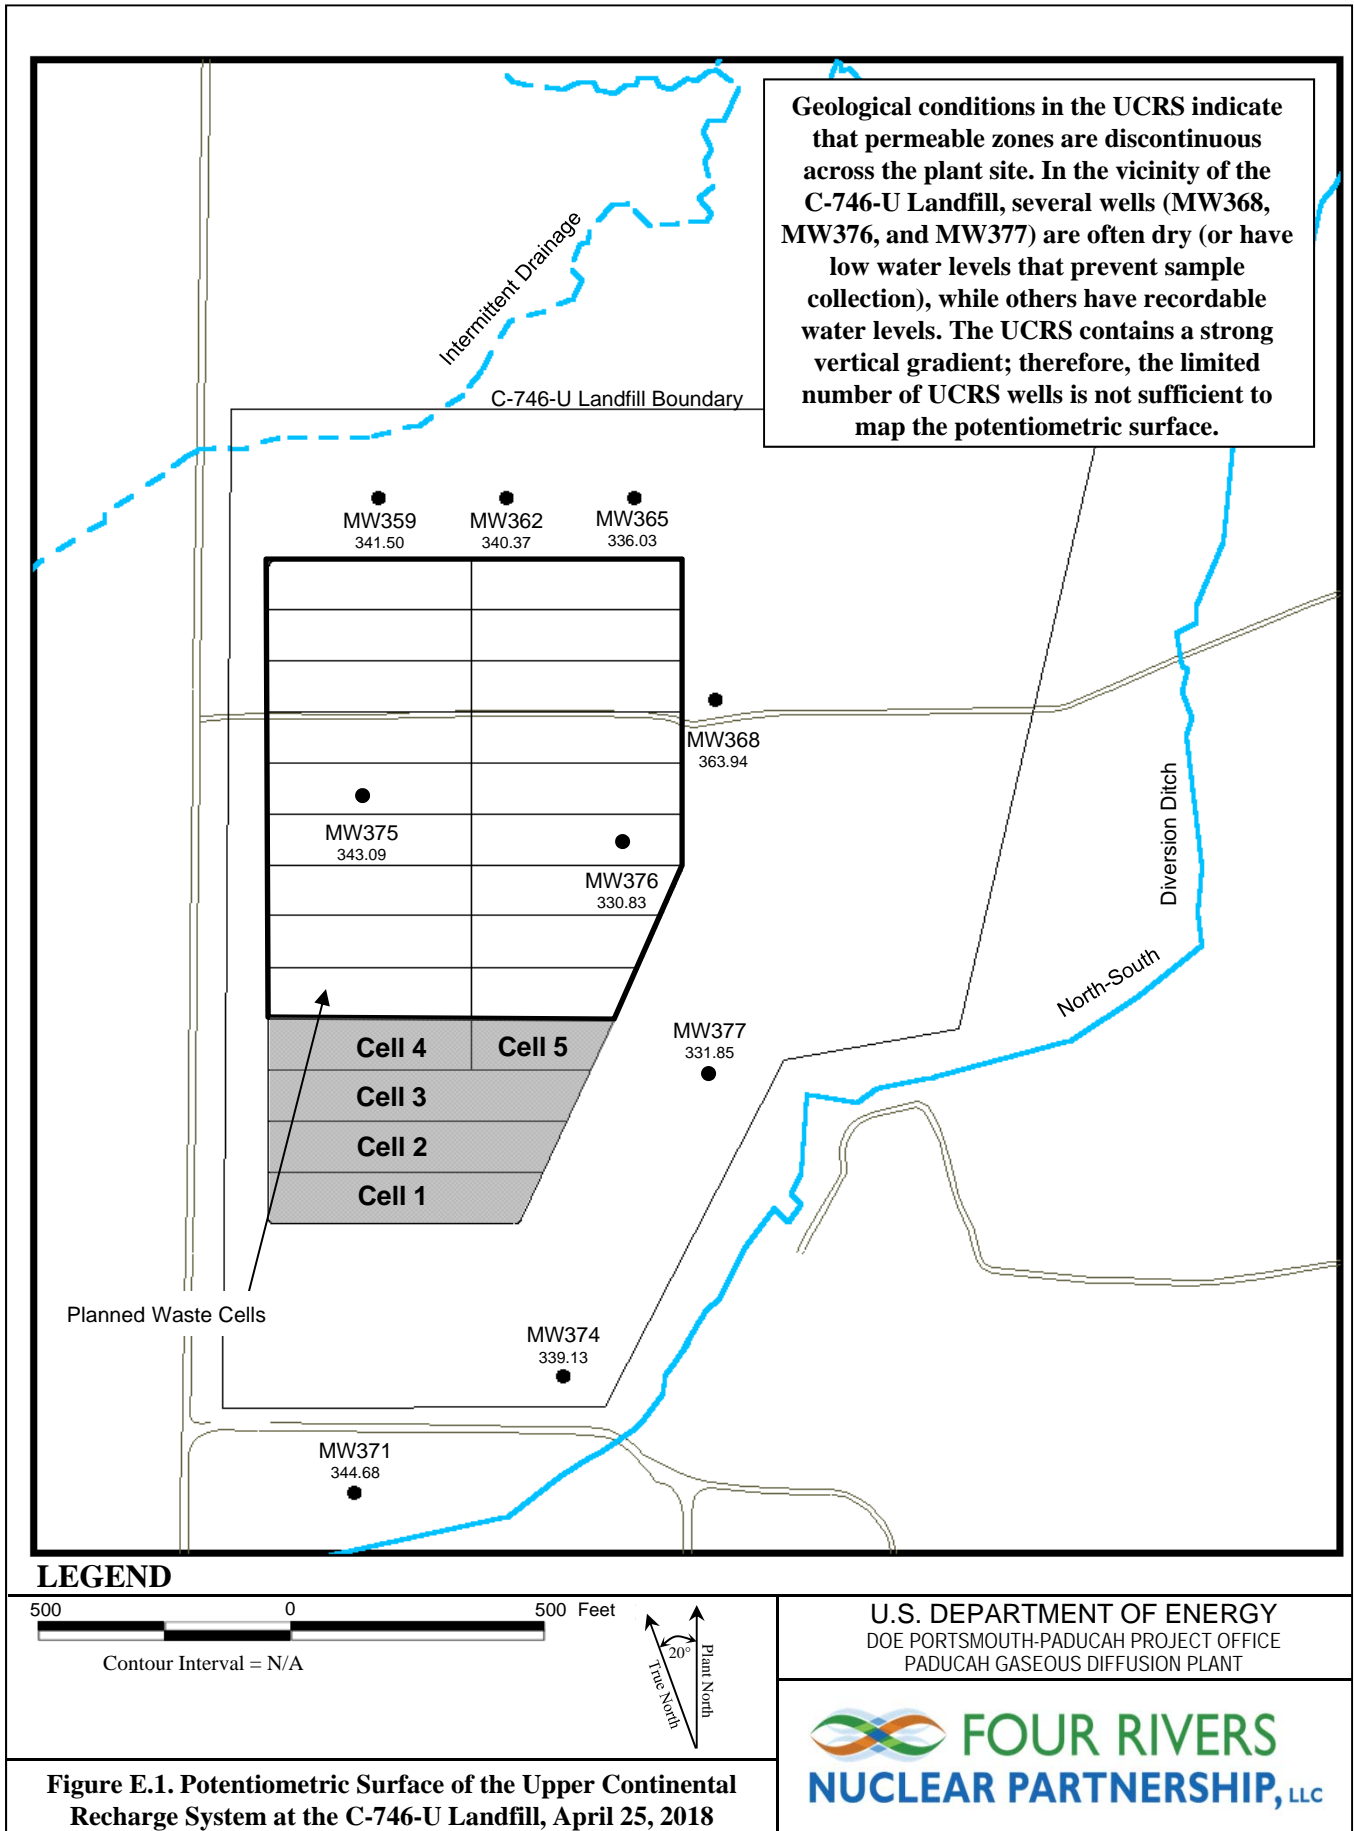 Geological conditions in the UCRS indicate
that permeable zones are discontinuous
across the plant site. In the vicinity of the
C-746-U Landfill, several wells (MW368,
MW376, and MW377) are often dry (or have
low water levels that prevent sample
collection), while others have recordable
water levels. The UCRS contains a strong
vertical gradient; therefore, the limited
number of UCRS wells is not sufficient to
map the potentiometric surface.
Intermittent Drainage
C-746-U Landfill Boundary
MW359
341.50
MW362
340.37
MW365
336.03
MW368
363.94
MW375
343.09
MW376
330.83
Diversion Ditch
North-South
MW377
331.85
Cell 4
Cell 5
Cell 3
Cell 2
Cell 1
Planned Waste Cells
MW374
339.13
MW371
344.68
LEGEND
500 0 500 Feet
Contour Interval = N/A
20°
True North
Plant North
U.S. DEPARTMENT OF ENERGY
DOE PORTSMOUTH-PADUCAH PROJECT OFFICE
PADUCAH GASEOUS DIFFUSION PLANT
FOUR RIVERS
NUCLEAR PARTNERSHIP, LLC
Figure E.1. Potentiometric Surface of the Upper Continental
Recharge System at the C-746-U Landfill, April 25, 2018